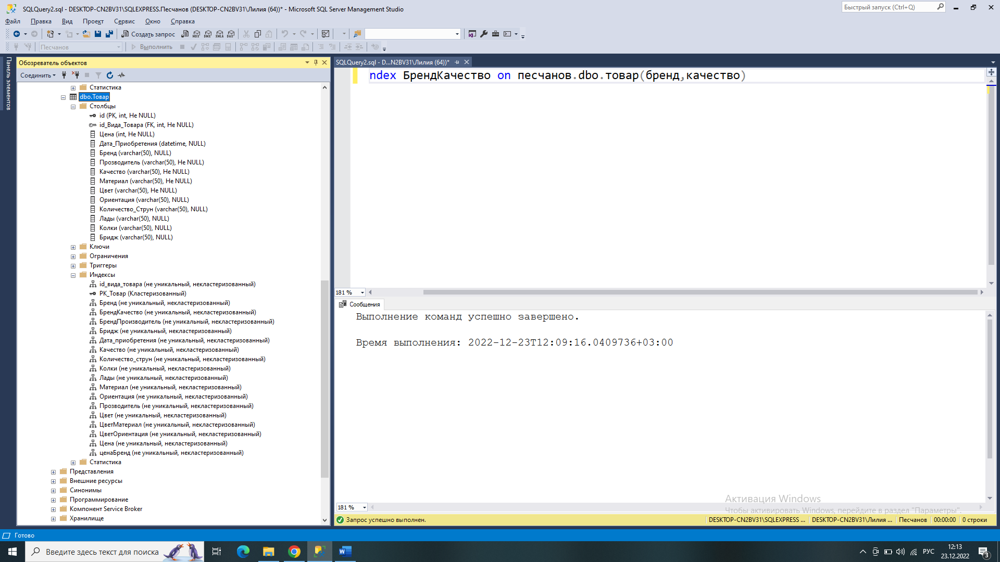 SQLQuery2.sql - DESKTOP-CN2BV31\SQLEXPRESS.Песчанов (DESKTOP-CN2BV31\Лилия (64))* - Microsoft SQL Server Management Studio
Быстрый запуск (Ctrl+Q)
Файл Правка Вид Проект Сервис Окно Справка
Создать запрос
Песчанов Выполнить
Панель элементов
Обозреватель объектов
Соединить
Статистика
dbo.Товар
Столбцы
id (PK, int, Не NULL)
id_Вида_Товара (FK, int, Не NULL)
Цена (int, Не NULL)
Дата_Приобретения (datetime, NULL)
Бренд (varchar(50), NULL)
Прозводитель (varchar(50), Не NULL)
Качество (varchar(50), Не NULL)
Материал (varchar(50), Не NULL)
Цвет (varchar(50), Не NULL)
Ориентация (varchar(50), NULL)
Количество_Струн (varchar(50), NULL)
Лады (varchar(50), NULL)
Колки (varchar(50), NULL)
Бридж (varchar(50), NULL)
Ключи
Ограничения
Триггеры
Индексы
id_вида_товара (не уникальный, некластеризованный)
PK_Товар (Кластеризованный)
Бренд (не уникальный, некластеризованный)
БрендКачество (не уникальный, некластеризованный)
БрендПроизводитель (не уникальный, некластеризованный)
Бридж (не уникальный, некластеризованный)
Дата_приобретения (не уникальный, некластеризованный)
Качество (не уникальный, некластеризованный)
Количество_струн (не уникальный, некластеризованный)
Колки (не уникальный, некластеризованный)
Лады (не уникальный, некластеризованный)
Материал (не уникальный, некластеризованный)
Ориентация (не уникальный, некластеризованный)
Прозводитель (не уникальный, некластеризованный)
Цвет (не уникальный, некластеризованный)
ЦветМатериал (не уникальный, некластеризованный)
ЦветОриентация (не уникальный, некластеризованный)
Цена (не уникальный, некластеризованный)
ценаБренд (не уникальный, некластеризованный)
Статистика
Представления
Внешние ресурсы
Синонимы
Программирование
Компонент Service Broker
Хранилище
SQLQuery2.sql - D...N2BV31\Лилия (64))*
ndex БрендКачество on песчанов.dbo.товар(бренд,качество)
181 %
Сообщения
Выполнение команд успешно завершено.
Время выполнения: 2022-12-23T12:09:16.0409736+03:00
Активация Windows
Чтобы активировать Windows, перейдите в раздел "Параметры".
181 %
Запрос успешно выполнен.
DESKTOP-CN2BV31\SQLEXPRESS ... DESKTOP-CN2BV31\Лилия ... Песчанов 00:00:00 0 строки
Готово
Введите здесь текст для поиска
РУС
12:13
23.12.2022
3